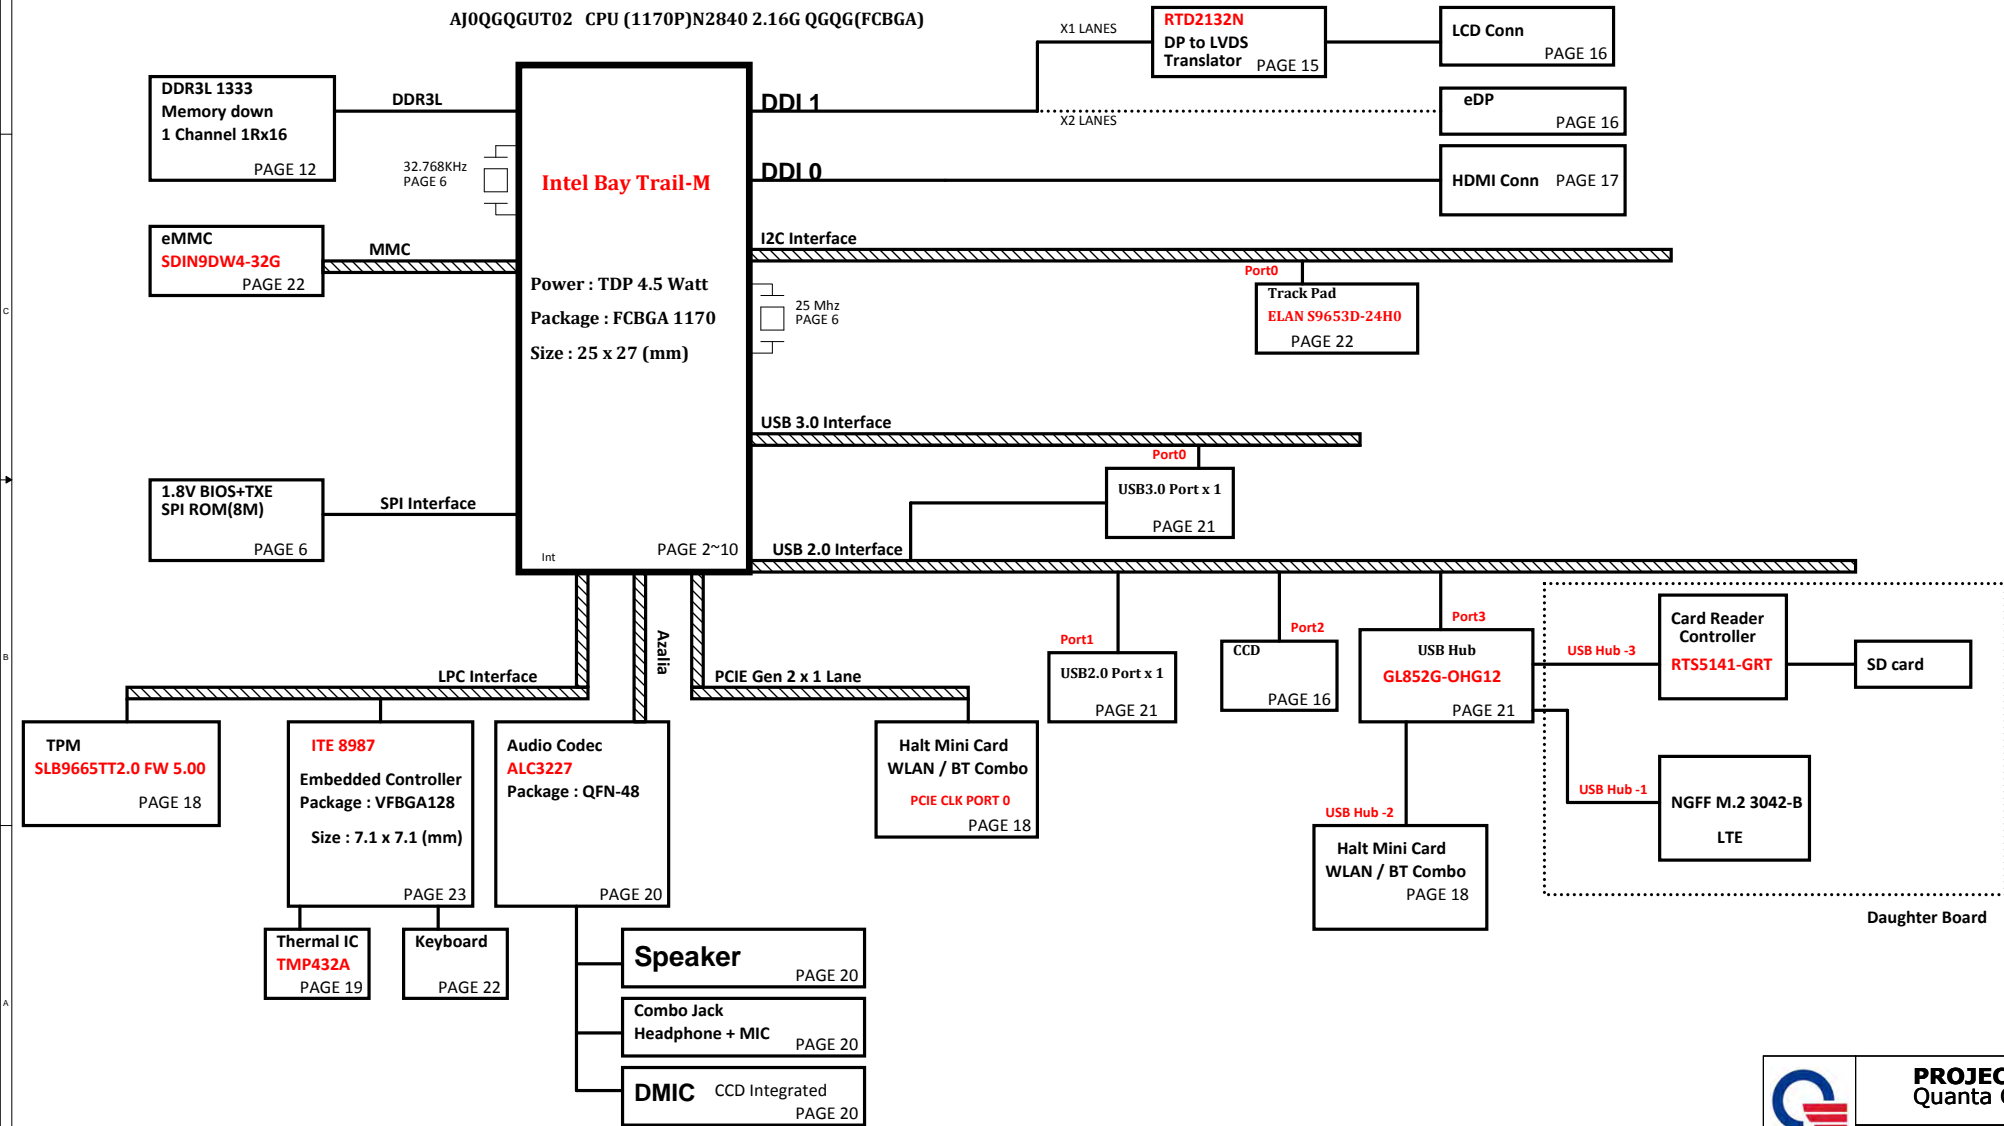 AJ0QGQGUT02 CPU (1170P)N2840 2.16G QGQG(FCBGA)
X1 LANES
RTD2132N
DP to LVDS
Translator
PAGE 15
LCD Conn
PAGE 16
DDR3L 1333
Memory down
1 Channel 1Rx16
PAGE 12
DDR3L
DDI 1
X2 LANES
eDP
PAGE 16
32.768KHz
PAGE 6
Intel Bay Trail-M
DDI 0
HDMI Conn
PAGE 17
eMMC
SDIN9DW4-32G
PAGE 22
MMC
I2C Interface
Port0
Track Pad
ELAN S9653D-24H0
PAGE 22
Power : TDP 4.5 Watt
Package : FCBGA 1170
Size : 25 x 27 (mm)
25 Mhz
PAGE 6
C
USB 3.0 Interface
Port0
USB3.0 Port x 1
PAGE 21
1.8V BIOS+TXE
SPI ROM(8M)
PAGE 6
SPI Interface
Int
PAGE 2~10
USB 2.0 Interface
Port1
USB2.0 Port x 1
PAGE 21
Port2
CCD
PAGE 16
Port3
USB Hub
GL852G-OHG12
PAGE 21
USB Hub -3
Card Reader
Controller
RTS5141-GRT
SD card
USB Hub -1
NGFF M.2 3042-B
LTE
USB Hub -2
Halt Mini Card
WLAN / BT Combo
PAGE 18
Daughter Board
B
LPC Interface
Azalia
PCIE Gen 2 x 1 Lane
TPM
SLB9665TT2.0 FW 5.00
PAGE 18
ITE 8987
Embedded Controller
Package : VFBGA128
Size : 7.1 x 7.1 (mm)
PAGE 23
Audio Codec
ALC3227
Package : QFN-48
PAGE 20
Halt Mini Card
WLAN / BT Combo
PCIE CLK PORT 0
PAGE 18
Thermal IC
TMP432A
PAGE 19
Keyboard
PAGE 22
A
Speaker
PAGE 20
Combo Jack
Headphone + MIC
PAGE 20
DMIC
CCD Integrated
PAGE 20
PROJEC
Quanta